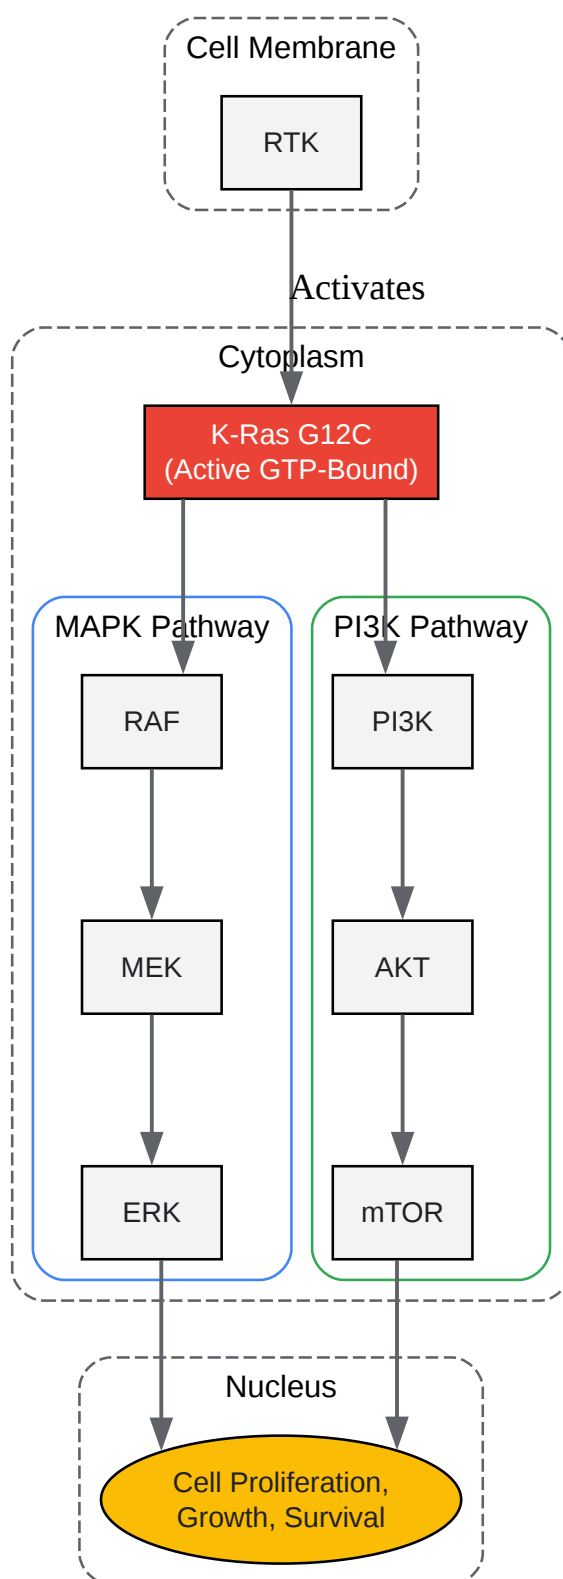 Cell Membrane
RTK
Activates
Cytoplasm
K-Ras G12C
(Active GTP-Bound)
MAPK Pathway
PI3K Pathway
RAF
PI3K
MEK
AKT
ERK
mTOR
Nucleus
Cell Proliferation,
Growth, Survival